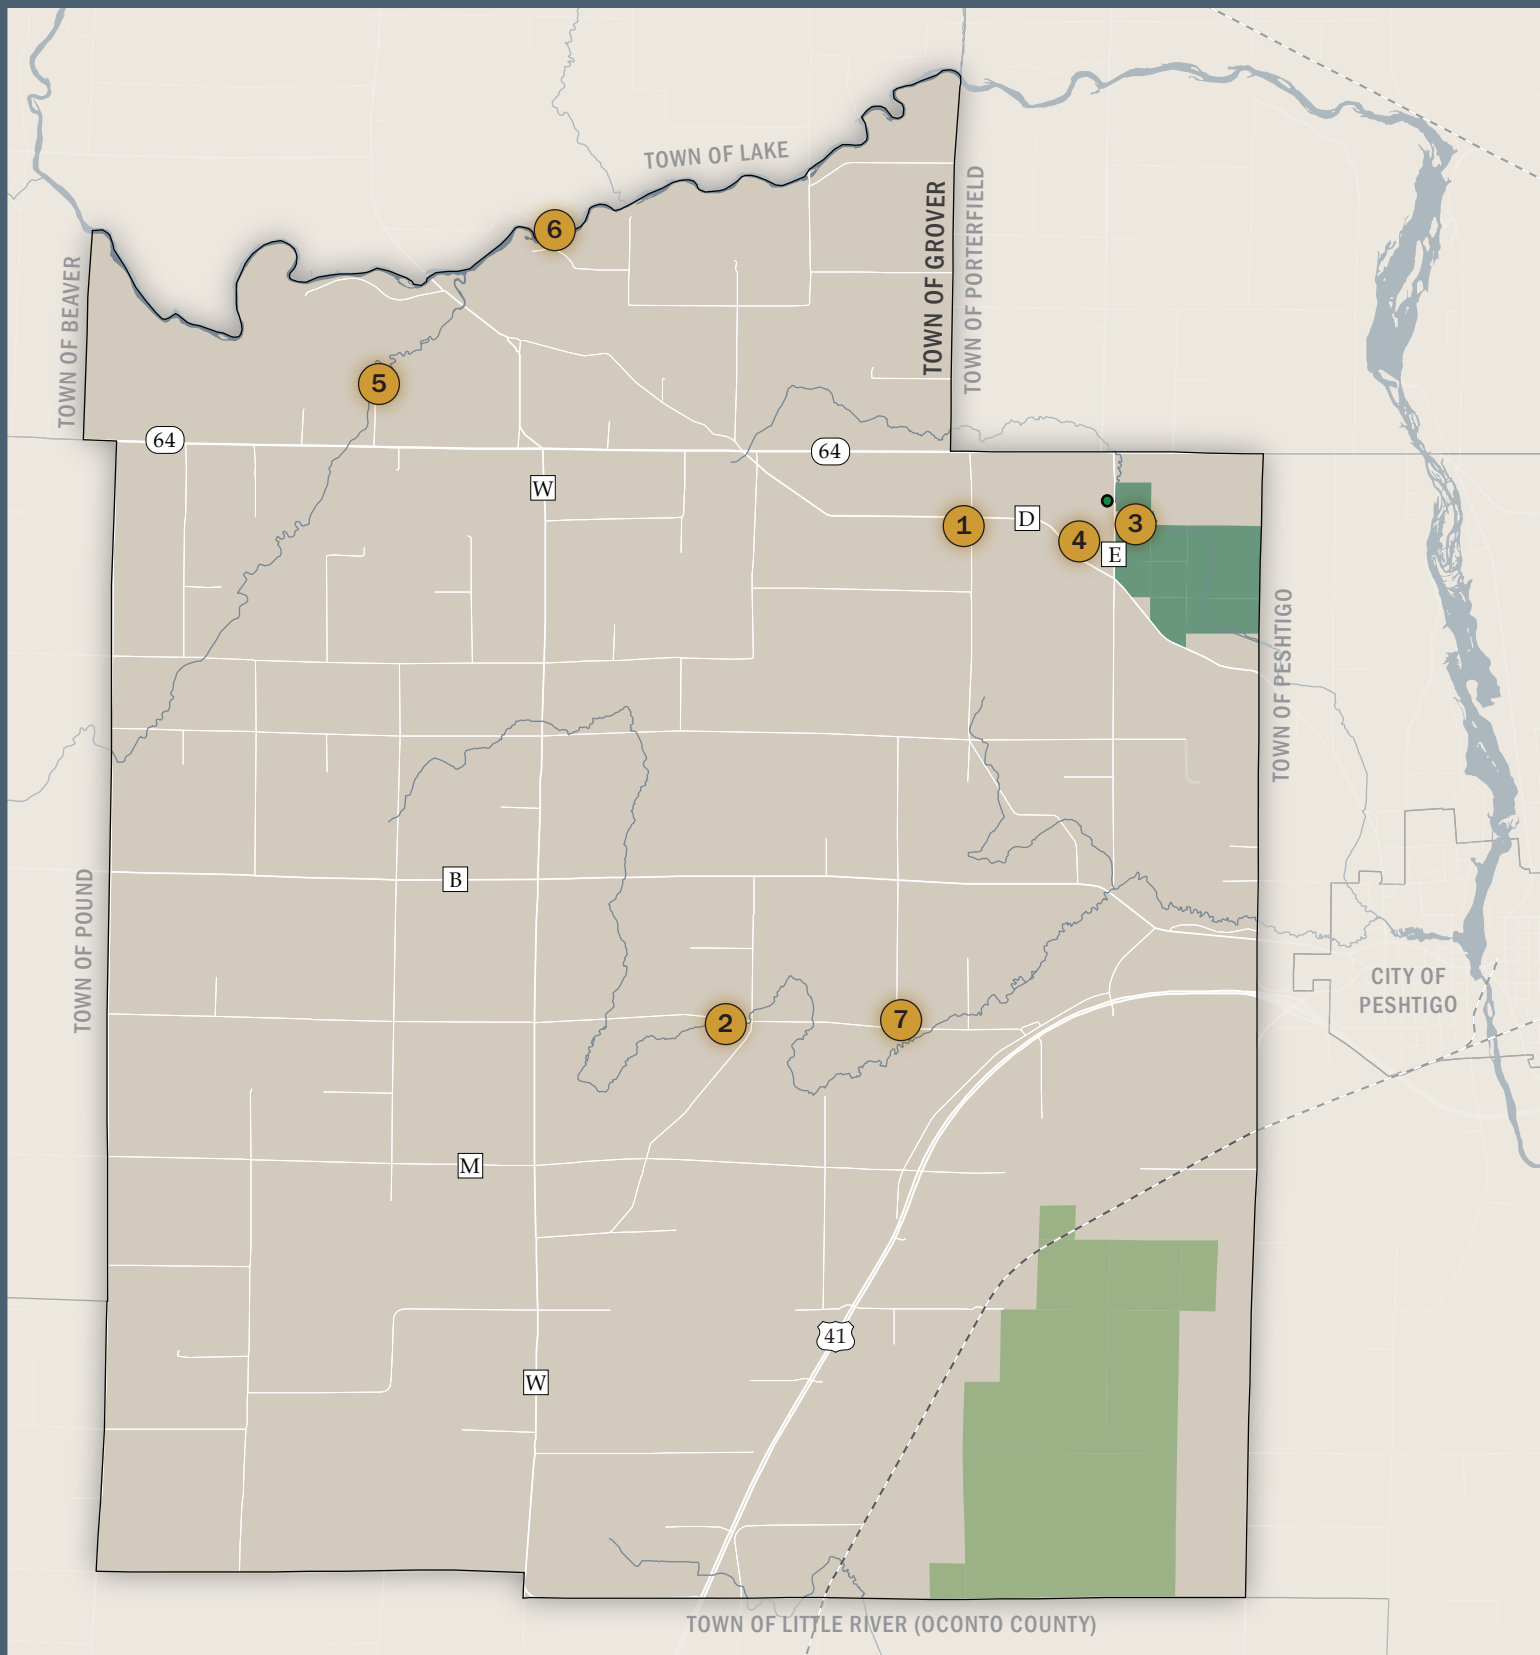 TOWN OF LAKE
6
TOWN OF GROVER
TOWN OF PORTERFIELD
TOWN OF BEAVER
5
64
64
W
1
D
4
E
3
TOWN OF PESHTIGO
B
TOWN OF POUND
CITY OF
PESHTIGO
2
7
M
41
W
TOWN OF LITTLE RIVER (OCONTO COUNTY)